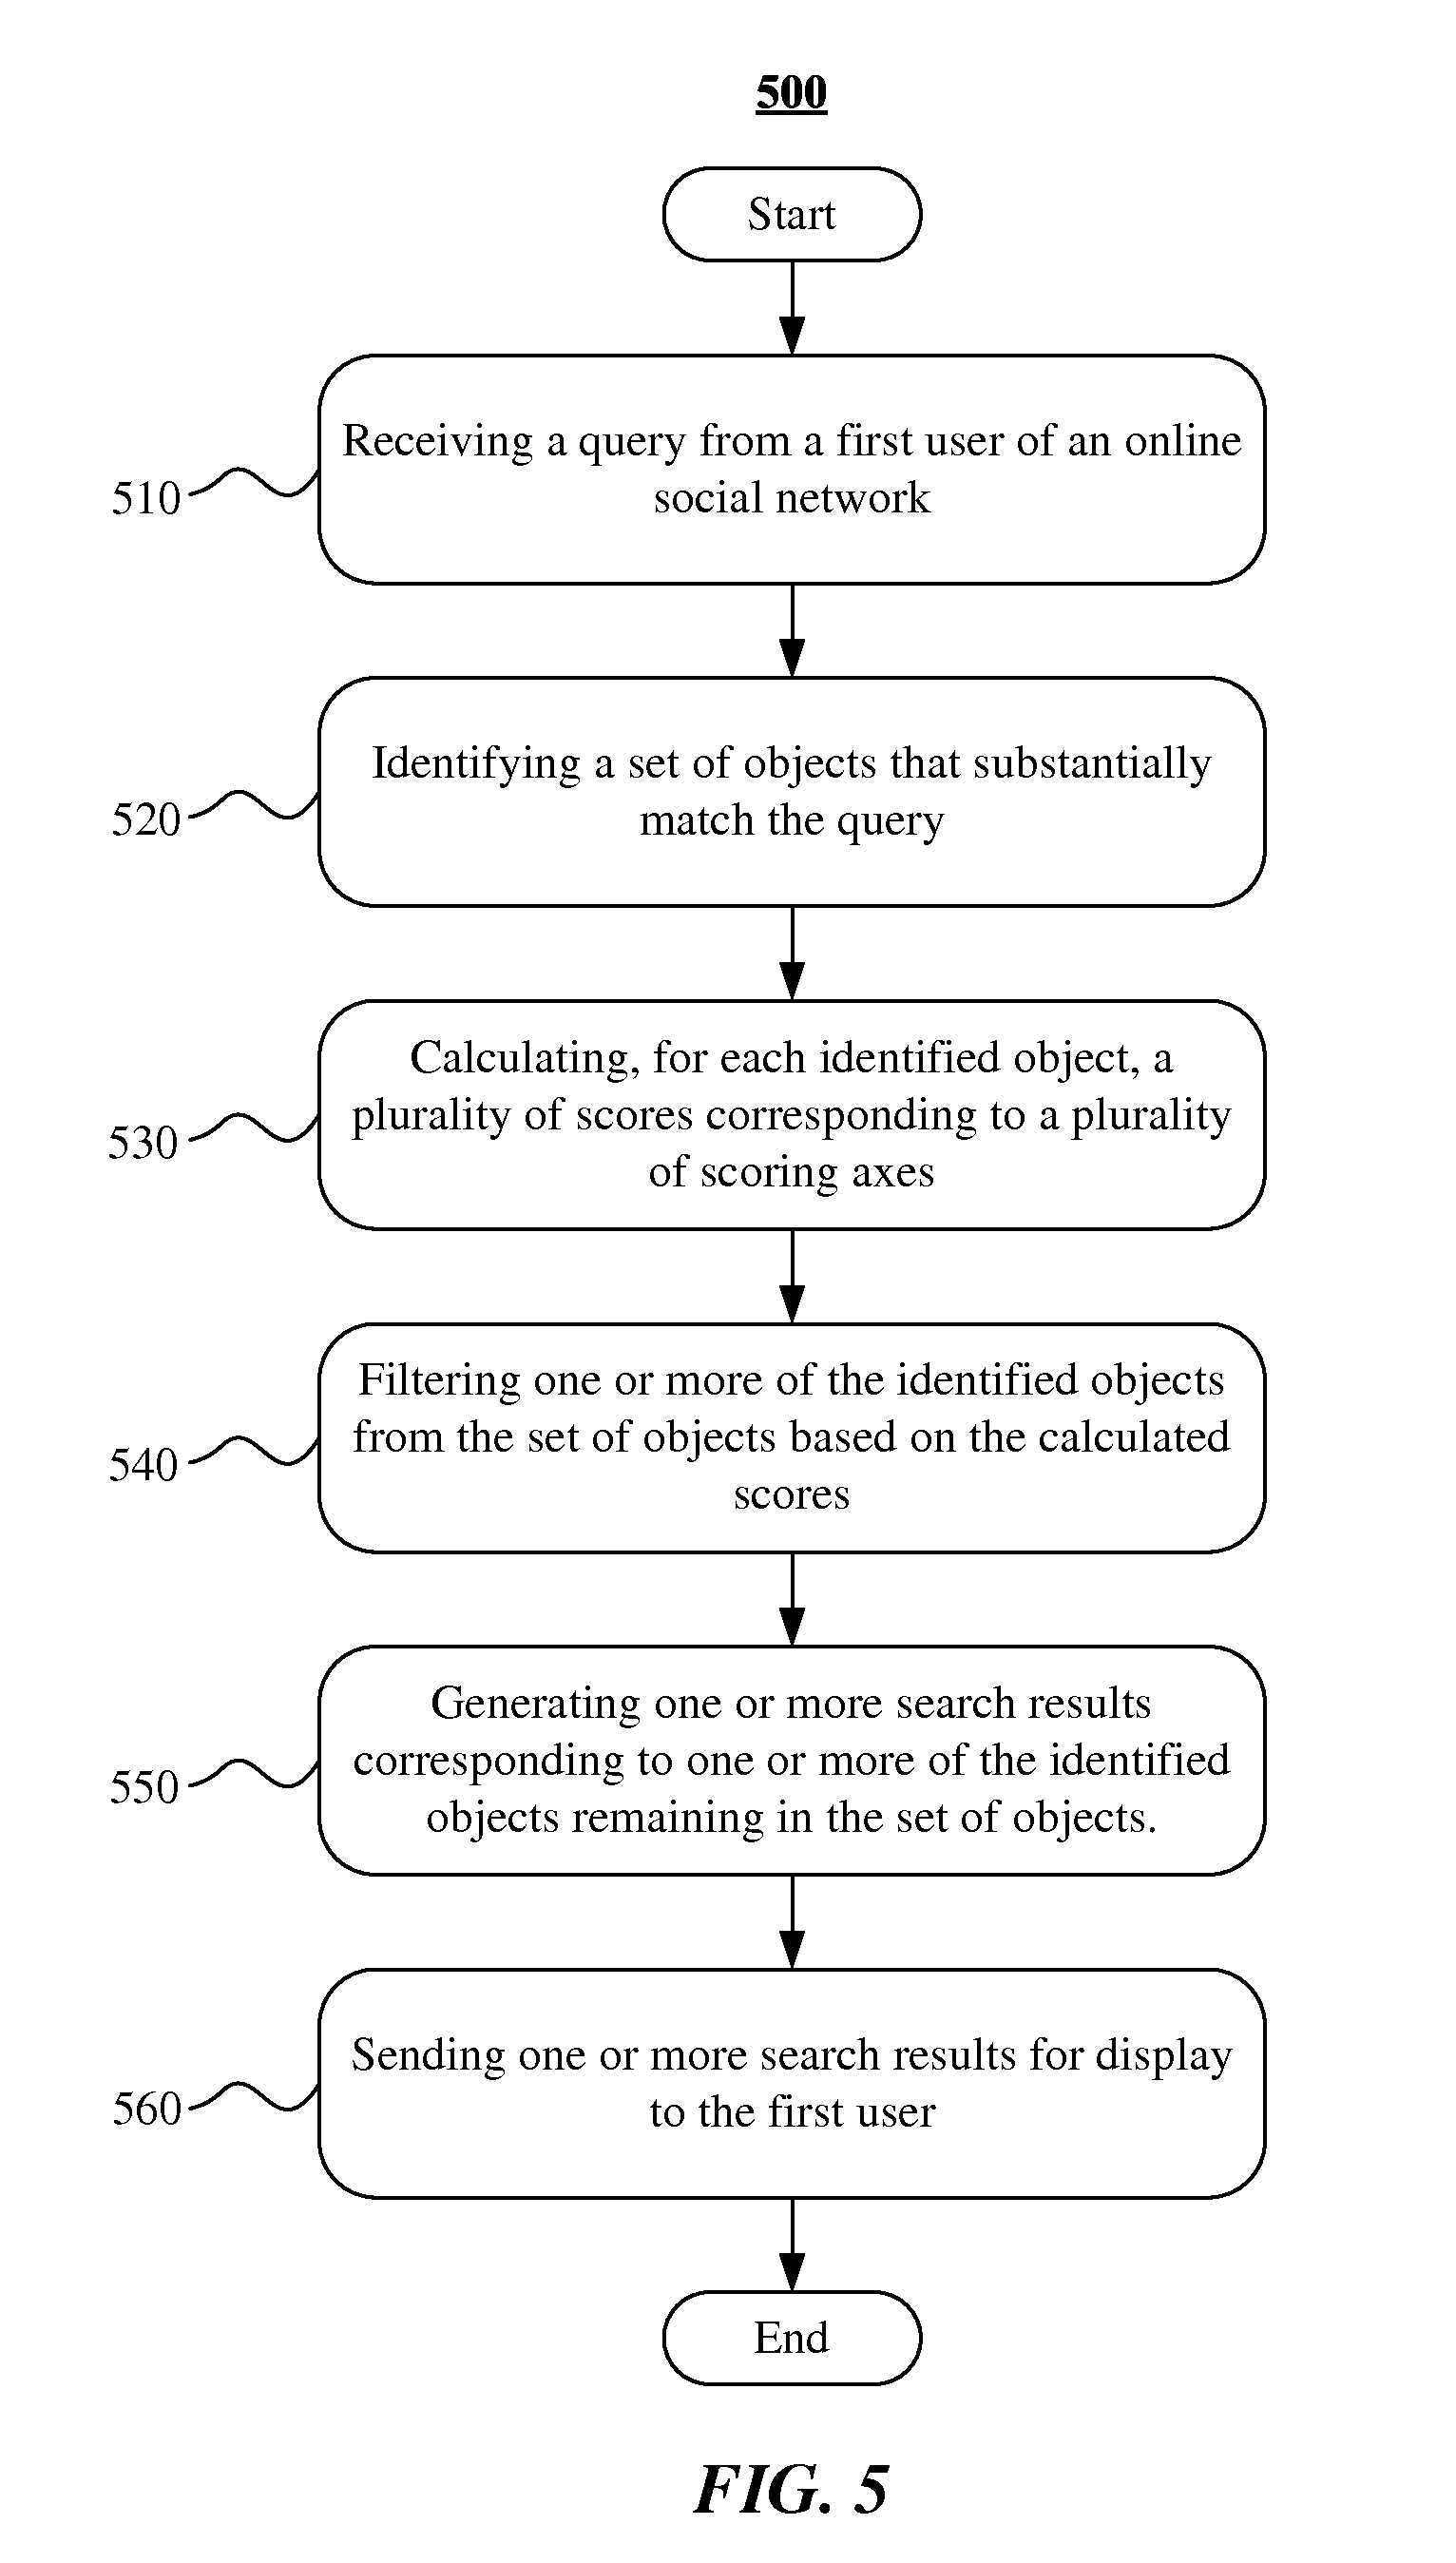 500
Start
Receiving a query from a first user of an online
social network
510
Identifying a set of objects that substantially
match the query
520
Calculating, for each identified object, a
plurality of scores corresponding to a plurality
of scoring axes
530
Filtering one or more of the identified objects
from the set of objects based on the calculated
scores
540
Generating one or more search results
corresponding to one or more of the identified
objects remaining in the set of objects.
550
Sending one or more search results for display
to the first user
560
End
FIG. 5